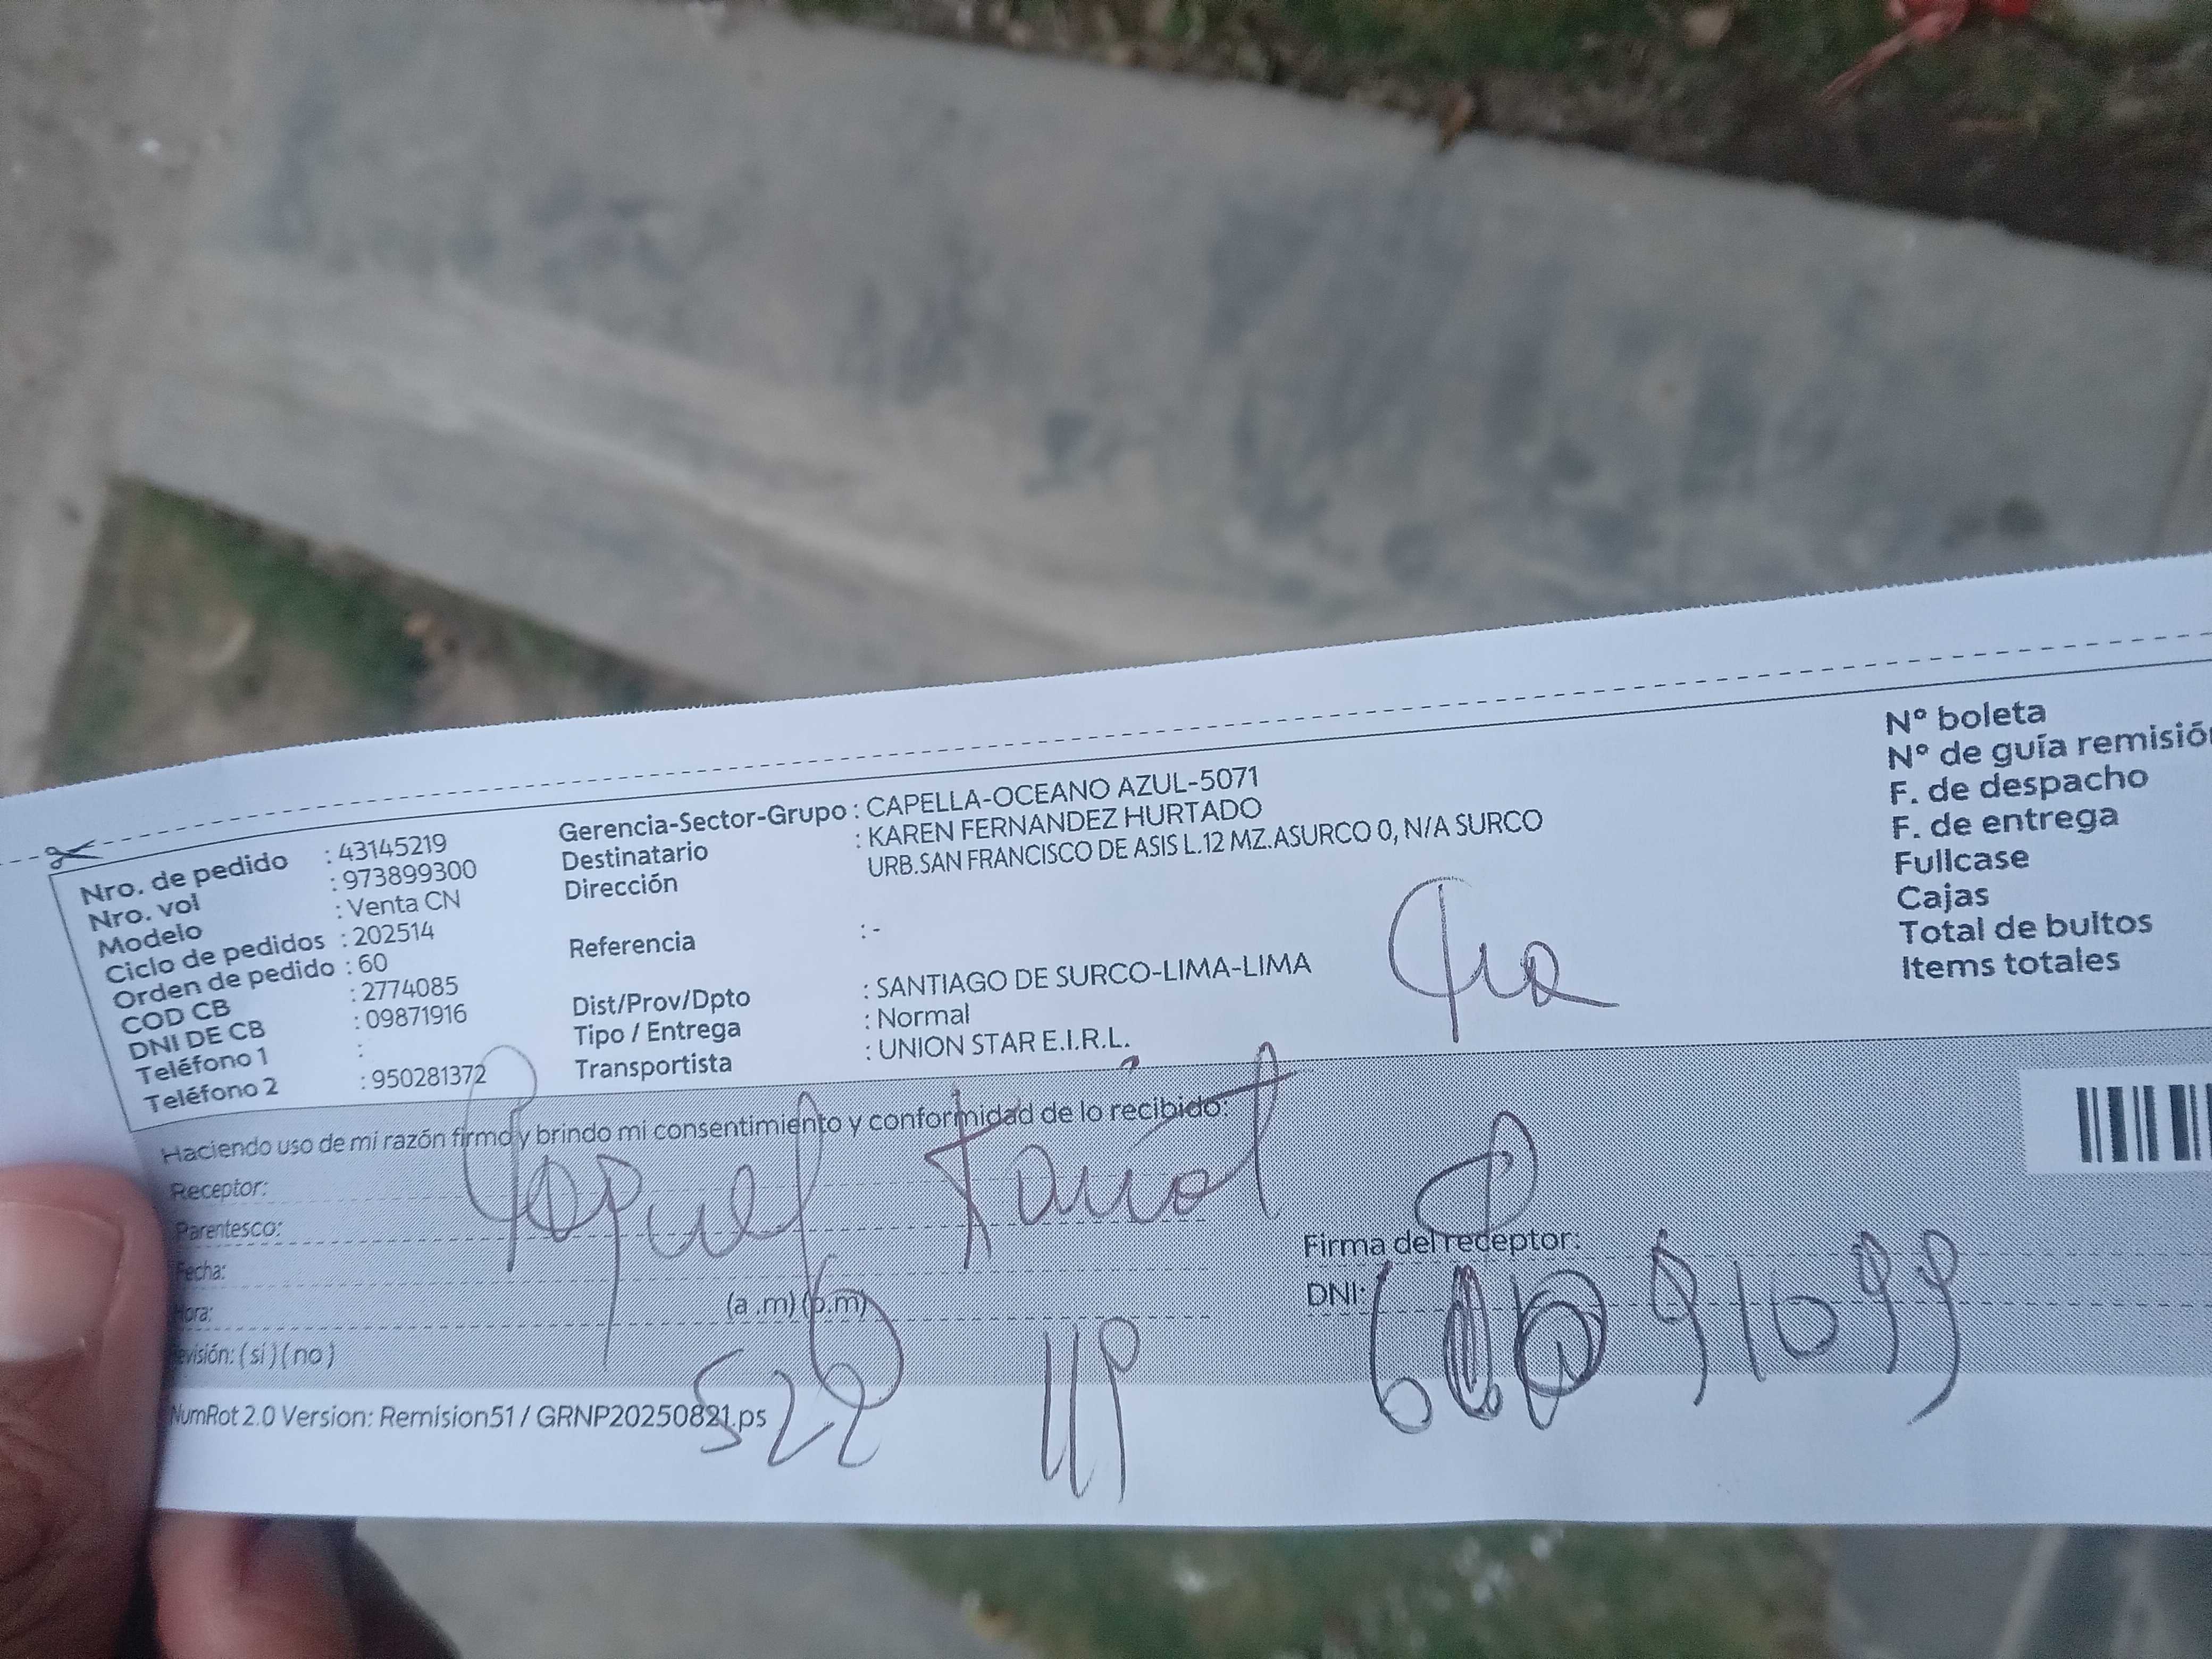 Nro. de pedido : 43145219
Nro. vol : 973899300
Modelo : Venta CN
Ciclo de pedidos : 202514
Orden de pedido : 60
COD CB : 2774085
DNI DE CB : 09871916
Teléfono 1 :
Teléfono 2 : 950281372
Gerencia-Sector-Grupo : CAPELLA-OCEANO AZUL-5071
Destinatario : KAREN FERNANDEZ HURTADO
Dirección URB.SAN FRANCISCO DE ASIS L.12 MZ.ASURCO 0, N/A SURCO
Referencia : -
Dist/Prov/Dpto : SANTIAGO DE SURCO-LIMA-LIMA
Tipo / Entrega : Normal
Transportista : UNION STAR E.I.R.L.
N° boleta
N° de guía remisió
F. de despacho
F. de entrega
Fullcase
Cajas
Total de bultos
Items totales
Haciendo uso de mi razón firmo y brindo mi consentimiento y conformidad de lo recibido:
Receptor:
Parentesco:
Fecha:
Hora: (a .m) (p.m)
evisión: ( si ) ( no )
Firma del receptor:
DNI:
NumRot 2.0 Version: Remision51 / GRNP20250821.ps
522